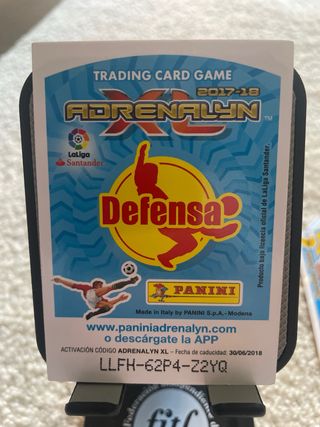 TRADING CARD GAME
2017-18
ADRENALYN
XL
TM
LaLiga
Santander
Defensa
Producto bajo licencia oficial de LaLiga Santander.
PANINI
Made in Italy by PANINI S.p.A.- Modena
www.paniniadrenalyn.com
o descárgate la APP
ACTIVACIÓN CÓDIGO ADRENALYN XL – Fecha de caducidad: 30/06/2018
LLFH-62P4-Z2YQ